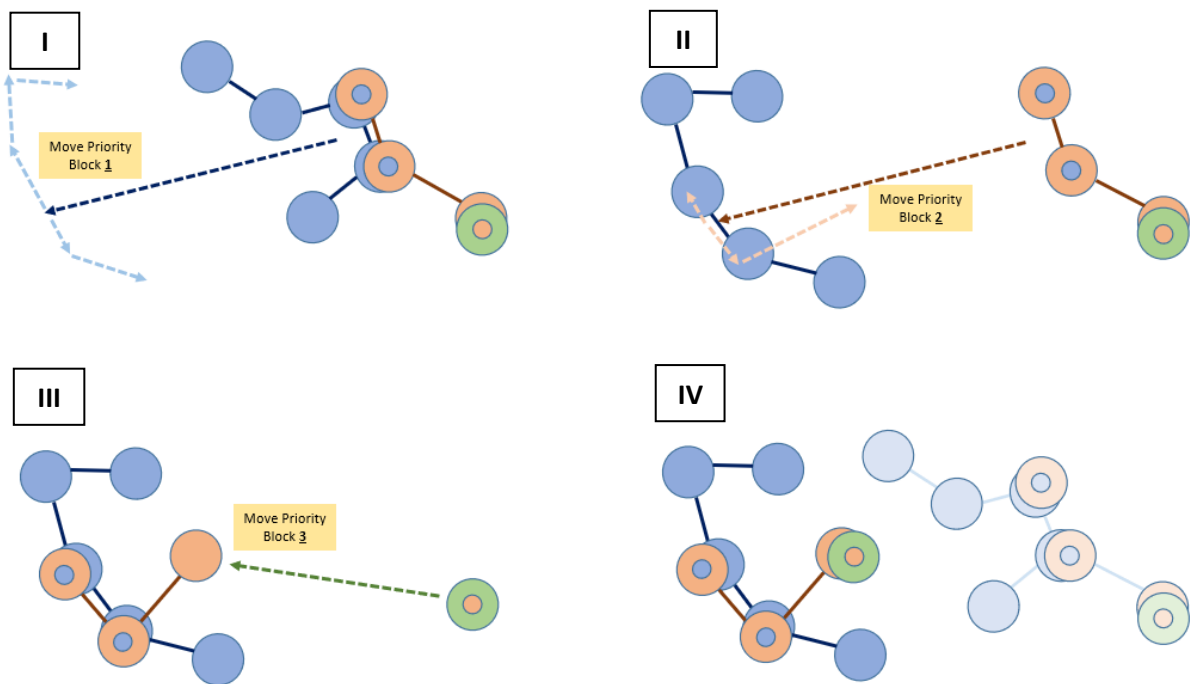 I
II
Move Priority
Block 1
Move Priority
Block 2
III
IV
Move Priority
Block 3